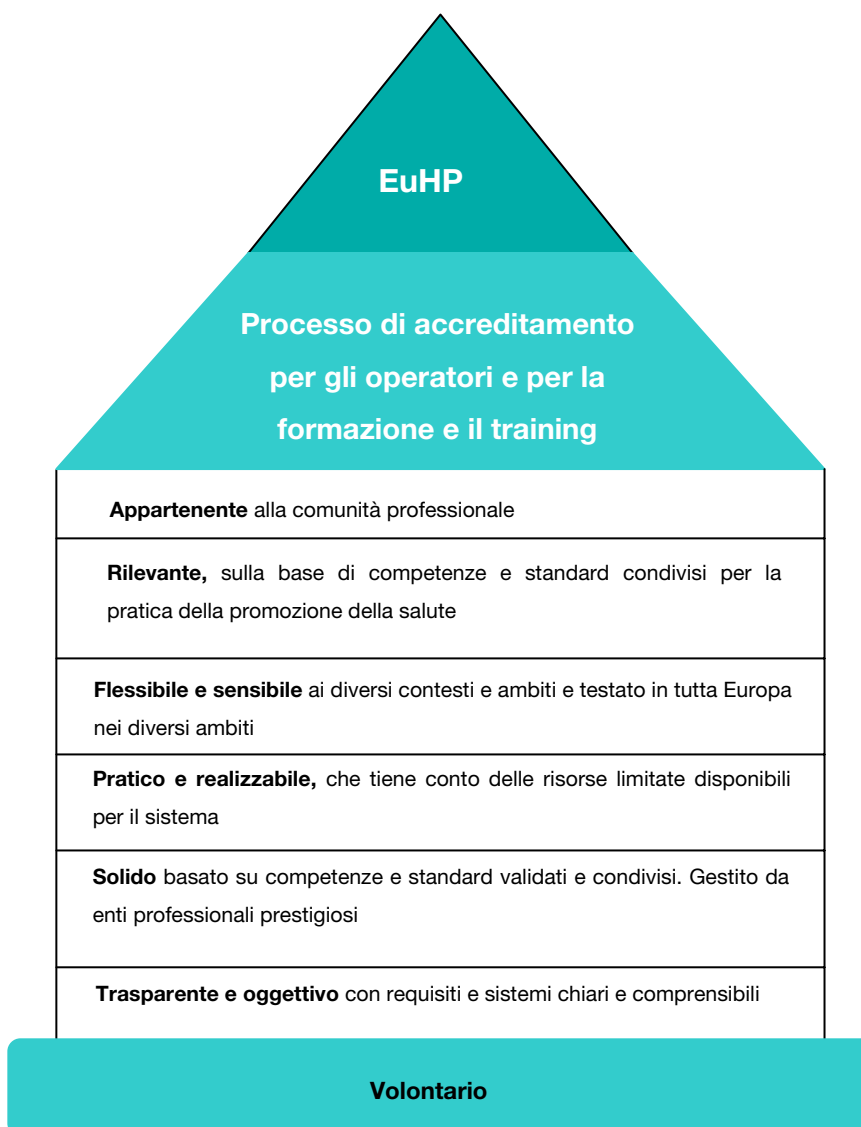 EuHP
Processo di accreditamento
per gli operatori e per la
formazione e il training
Appartenente alla comunità professionale
Rilevante, sulla base di competenze e standard condivisi per la
pratica della promozione della salute
Flessibile e sensibile ai diversi contesti e ambiti e testato in tutta Europa
nei diversi ambiti
Pratico e realizzabile, che tiene conto delle risorse limitate disponibili
per il sistema
Solido basato su competenze e standard validati e condivisi. Gestito da
enti professionali prestigiosi
Trasparente e oggettivo con requisiti e sistemi chiari e comprensibili
Volontario